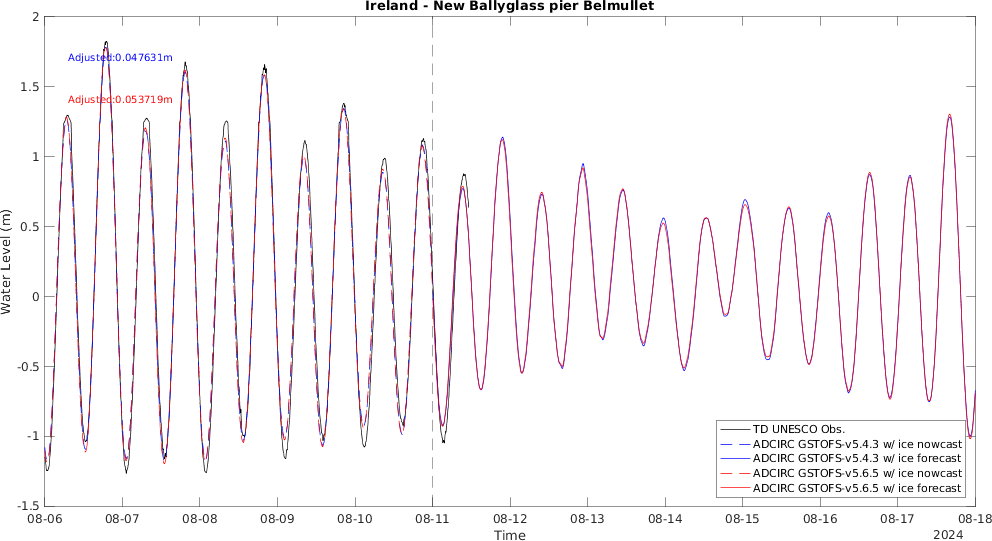 Ireland - New Ballyglass pier Belmullet
Water Level (m)
2
1.5
1
0.5
0
-0.5
-1
-1.5
Adjusted:0.047631m
Adjusted:0.053719m
TD UNESCO Obs.
ADCIRC GSTOFS-v5.4.3 w/ ice nowcast
ADCIRC GSTOFS-v5.4.3 w/ ice forecast
ADCIRC GSTOFS-v5.6.5 w/ ice nowcast
ADCIRC GSTOFS-v5.6.5 w/ ice forecast
08-06 08-07 08-08 08-09 08-10 08-11 08-12 08-13 08-14 08-15 08-16 08-17 08-18
Time
2024